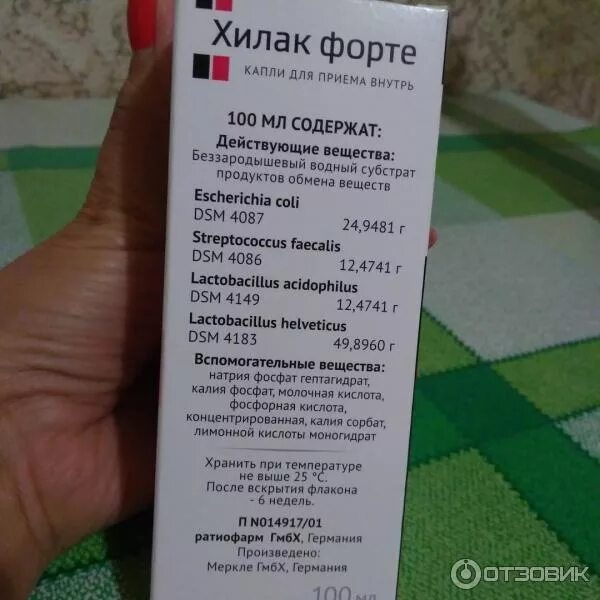 Хилак форте
КАПЛИ ДЛЯ ПРИЕМА ВНУТРЬ
100 МЛ СОДЕРЖАТ:
Действующие вещества:
Беззародышевый водный субстрат
продуктов обмена веществ
Escherichia coli
DSM 4087 24,9481 г
Streptococcus faecalis
DSM 4086 12,4741 г
Lactobacillus acidophilus
DSM 4149 12,4741 г
Lactobacillus helveticus
DSM 4183 49,8960 г
Вспомогательные вещества:
натрия фосфат гептагидрат,
калия фосфат, молочная кислота,
фосфорная кислота,
концентрированная, калия сорбат,
лимонной кислоты моногидрат
Хранить при температуре
не выше 25 °C.
После вскрытия флакона
- 6 недель.
П N014917/01
ратиофарм ГмбХ, Германия
Произведено:
Меркле ГмбХ, Германия
100 мл
ОТЗОВИК